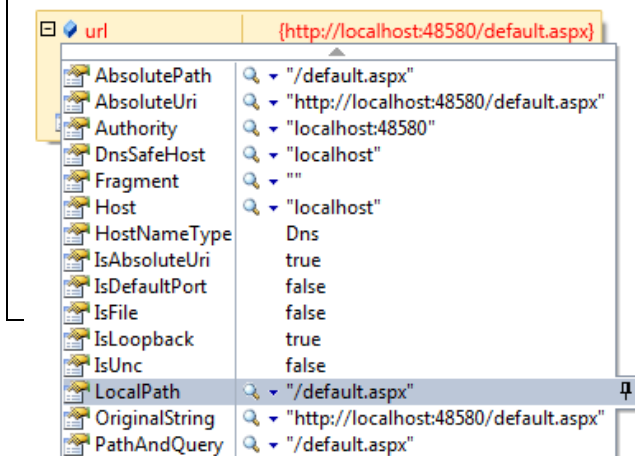 url {http://localhost:48580/default.aspx}
AbsolutePath "/default.aspx"
AbsoluteUri "http://localhost:48580/default.aspx"
Authority "localhost:48580"
DnsSafeHost "localhost"
Fragment ""
Host "localhost"
HostNameType Dns
IsAbsoluteUri true
IsDefaultPort false
IsFile false
IsLoopback true
IsUnc false
LocalPath "/default.aspx"
OriginalString "http://localhost:48580/default.aspx"
PathAndQuery "/default.aspx"